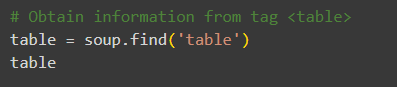 # Obtain information from tag <table>
table = soup.find('table')
table